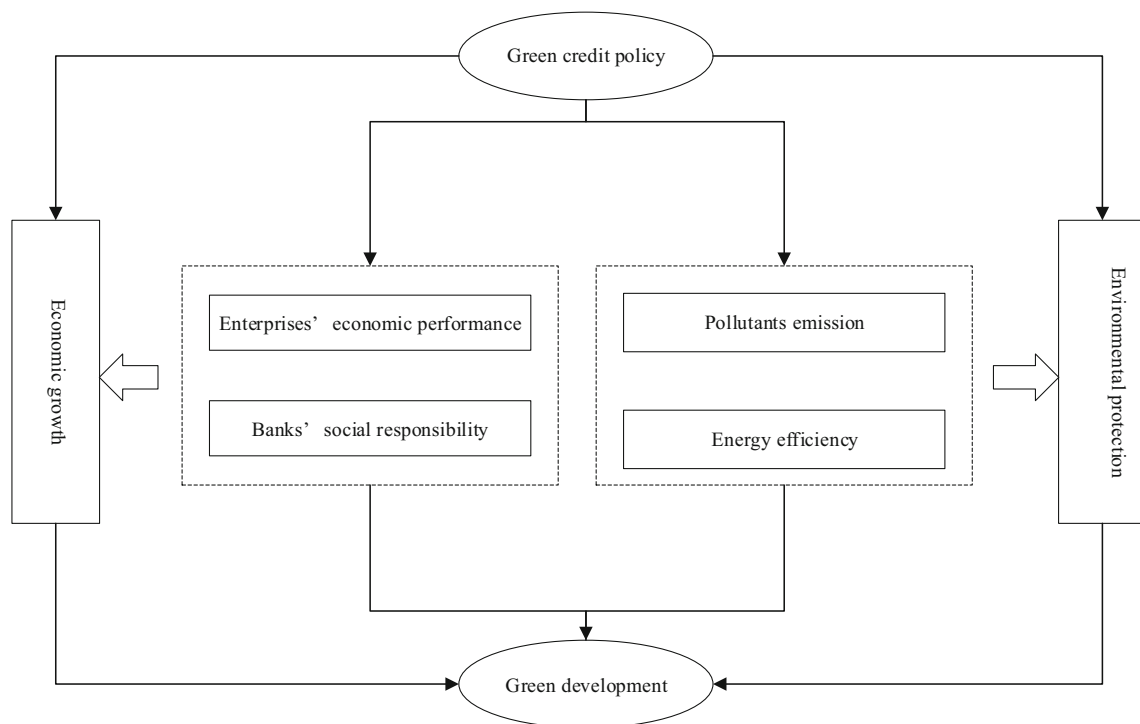 Green credit policy
Economic growth
Enterprises’ economic performance
Banks’ social responsibility
Pollutants emission
Energy efficiency
Environmental protection
Green development